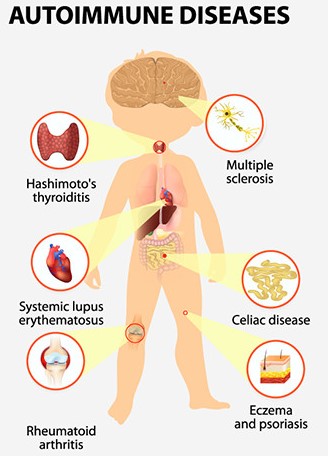 AUTOIMMUNE DISEASES
Multiple
sclerosis
Hashimoto's
thyroiditis
Systemic lupus
erythematosus
Celiac disease
Rheumatoid
arthritis
Eczema
and psoriasis